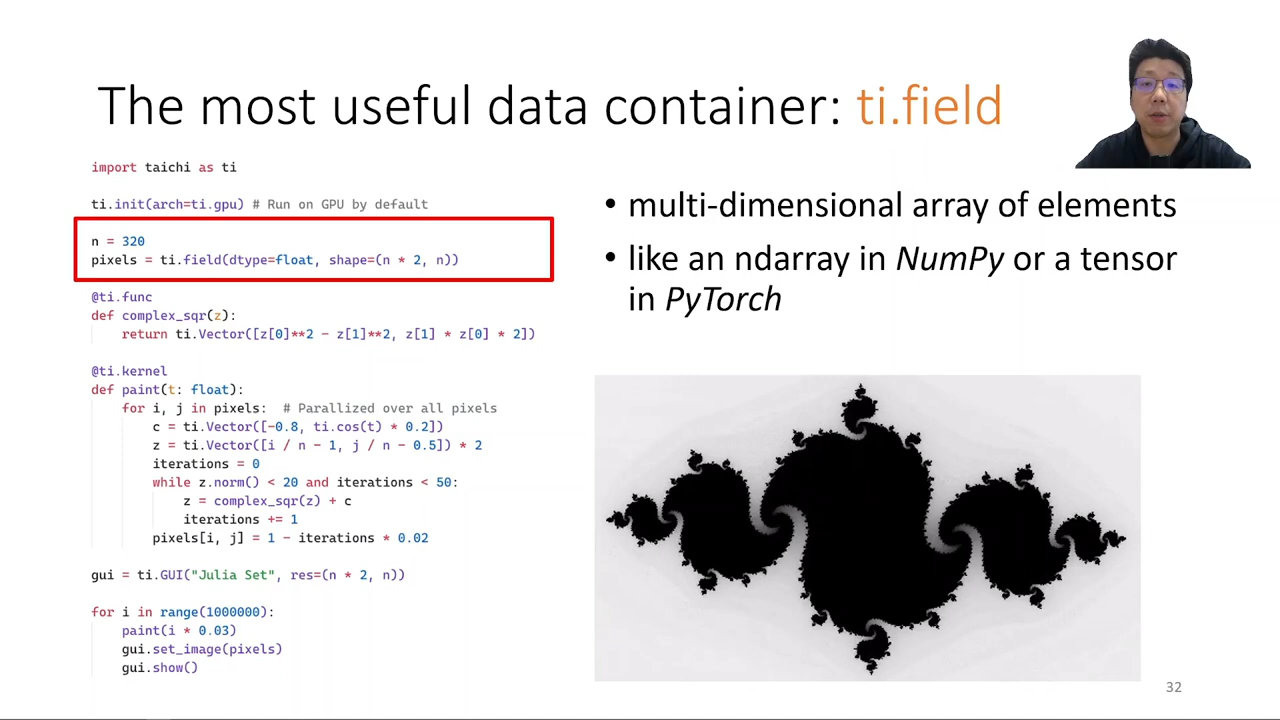 The most useful data container: ti.field
import taichi as ti
ti.init(arch=ti.gpu) # Run on GPU by default
n = 320
pixels = ti.field(dtype=float, shape=(n * 2, n))
@ti.func
def complex_sqr(z):
return ti.Vector([z[0]**2 - z[1]**2, z[1] * z[0] * 2])
@ti.kernel
def paint(t: float):
for i, j in pixels:  # Parallized over all pixels
c = ti.Vector([-0.8, ti.cos(t) * 0.2])
z = ti.Vector([i / n - 1, j / n - 0.5]) * 2
iterations = 0
while z.norm() < 20 and iterations < 50:
z = complex_sqr(z) + c
iterations += 1
pixels[i, j] = 1 - iterations * 0.02
gui = ti.GUI("Julia Set", res=(n * 2, n))
for i in range(1000000):
paint(i * 0.03)
gui.set_image(pixels)
gui.show()
• multi-dimensional array of elements
• like an ndarray in NumPy or a tensor
in PyTorch
32